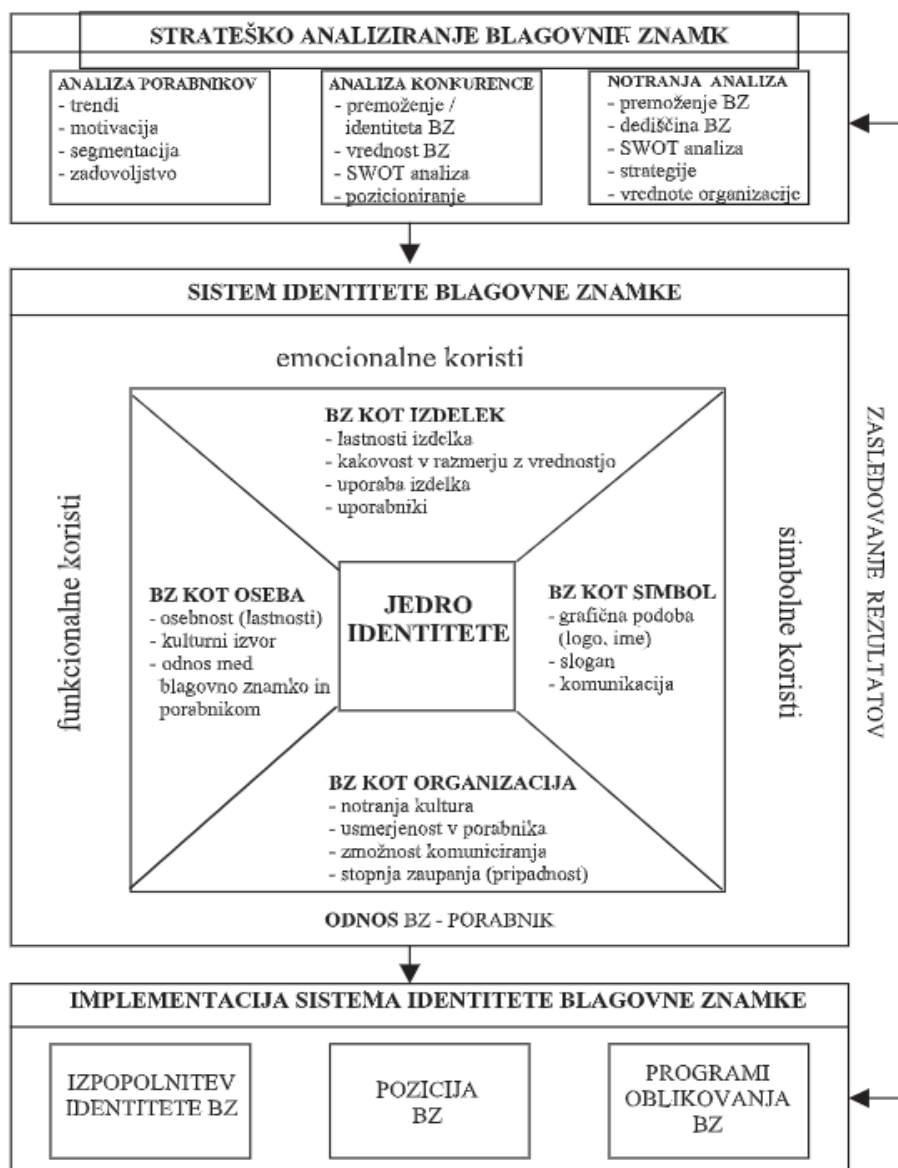 STRATEŠKO ANALIZIRANJE BLAGOVNIH ZNAMK
ANALIZA PORABNIKOV
- trendi
- motivacija
- segmentacija
- zadovoljstvo
ANALIZA KONKURENCE
- premoženje /
identiteta BZ
- vrednost BZ
- SWOT analiza
- pozicioniranje
NOTRANJA ANALIZA
- premoženje BZ
- dediščina BZ
- SWOT analiza
- strategije
- vrednote organizacije
SISTEM IDENTITETE BLAGOVNE ZNAMKE
emocionalne koristi
funkcionalne koristi
BZ KOT IZDELEK
- lastnosti izdelka
- kakovost v razmerju z vrednostjo
- uporaba izdelka
- uporabniki
BZ KOT OSEBA
- osebnost (lastnosti)
- kulturni izvor
- odnos med
blagovno znamko in
porabnikom
JEDRO
IDENTITETE
BZ KOT SIMBOL
- grafična podoba
(logo, ime)
- slogan
- komunikacija
simbolne koristi
BZ KOT ORGANIZACIJA
- notranja kultura
- usmerjenost v porabnika
- zmožnost komuniciranja
- stopnja zaupanja (pripadnost)
ODNOS BZ - PORABNIK
ZASLEDOVANJE REZULTATOV
IMPLEMENTACIJA SISTEMA IDENTITETE BLAGOVNE ZNAMKE
IZPOPOLNITEV
IDENTITETE BZ
POZICIJA
BZ
PROGRAMI
OBLIKOVANJA
BZ